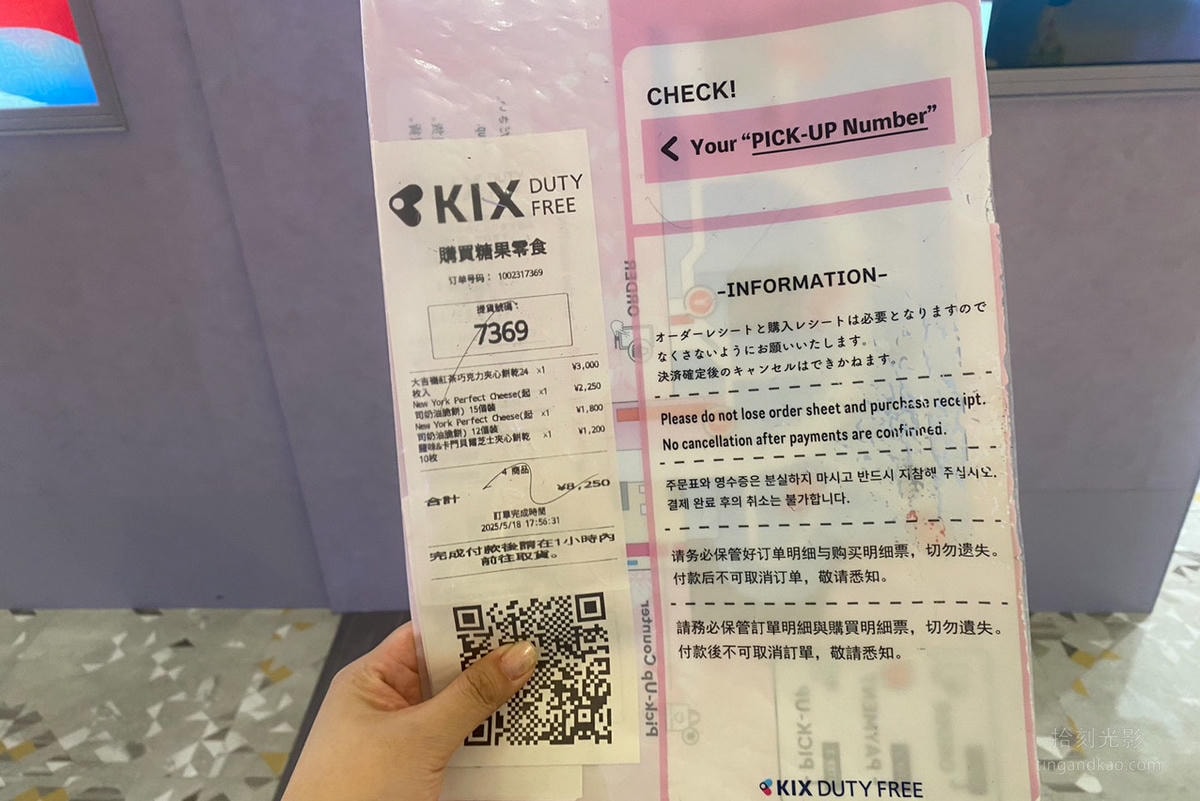 KIX DUTY FREE
購買糖果零食
订单号码： 1002317369
提貨號碼：
7369
大吉嶺紅茶巧克力夾心餅乾24 x1 ¥3,000
枚入
New York Perfect Cheese(起 x1 ¥2,250
司奶油脆餅) 15個裝
New York Perfect Cheese(起 x1 ¥1,800
司奶油脆餅) 12個裝
鹽味&卡門貝爾芝士夾心餅乾 x1 ¥1,200
10枚
4 商品
合計 ¥8,250
訂單完成時間
2025/5/18 17:56:31
完成付款後請在1小時內
前往取貨。
CHECK!
< Your “PICK-UP Number”
-INFORMATION-
オーダーレシートと購入レシートは必要となりますので
なくさないようにお願いいたします。
決済確定後のキャンセルはできかねます。
Please do not lose order sheet and purchase receipt.
No cancellation after payments are confirmed.
주문표와 영수증은 분실하지 마시고 반드시 지참해 주십시오.
결제 완료 후의 취소는 불가합니다.
请务必保管好订单明细与购买明细票，切勿遗失。
付款后不可取消订单，敬请悉知。
請務必保管訂單明細與購買明細票，切勿遺失。
付款後不可取消訂單，敬請悉知。
KIX DUTY FREE
ORDER
Pick-Up Counter
PICK-UP
PAYMENT
拾刻光影
tingandkao.com